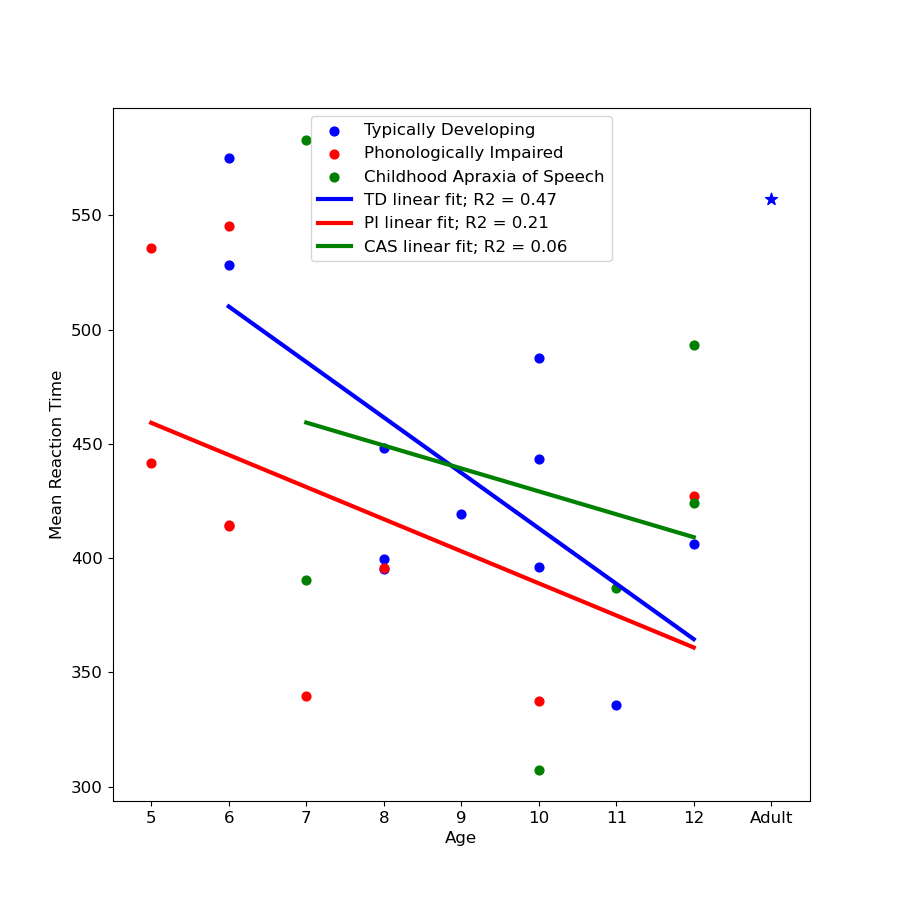 Typically Developing
Phonologically Impaired
Childhood Apraxia of Speech
TD linear fit; R2 = 0.47
PI linear fit; R2 = 0.21
CAS linear fit; R2 = 0.06
550
500
450
400
350
300
Mean Reaction Time
5 6 7 8 9 10 11 12 Adult
Age